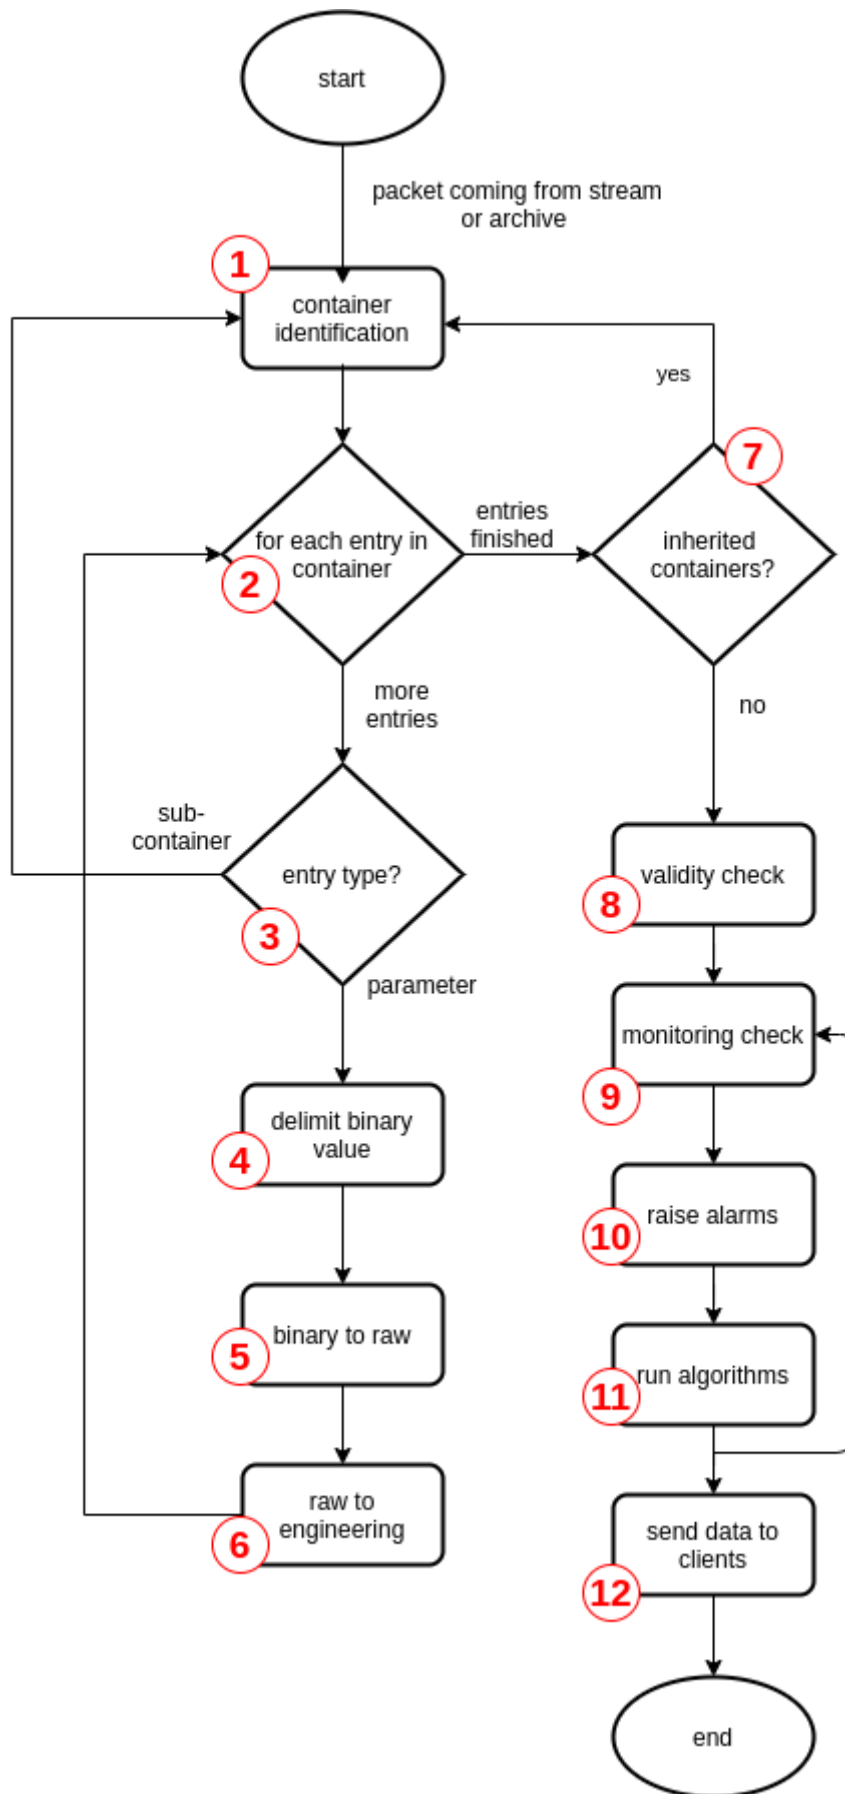 start
packet coming from stream
or archive
1
container
identification
yes
7
for each entry in
container
2
entries
finished
inherited
containers?
more
entries
no
sub-
container
entry type?
3
parameter
validity check
8
monitoring check
9
delimit binary
value
4
raise alarms
10
binary to raw
5
run algorithms
11
raw to
engineering
6
send data to
clients
12
end